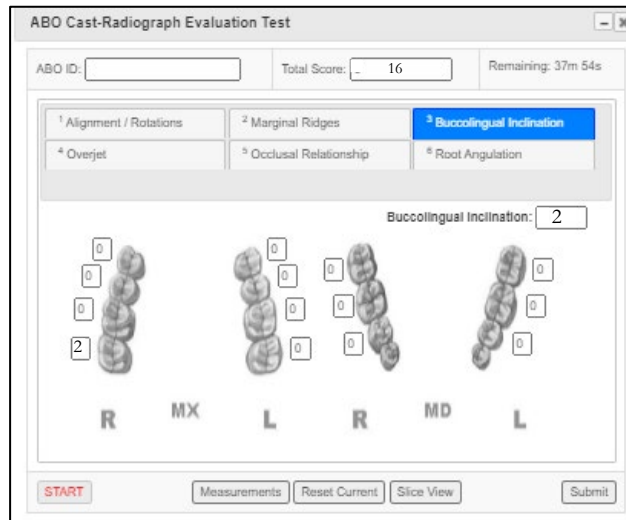 ABO Cast-Radiograph Evaluation Test
ABO ID: Total Score: 16 Remaining: 37m 54s
1 Alignment / Rotations 2 Marginal Ridges 3 Buccolingual Inclination
4 Overjet 5 Occlusal Relationship 6 Root Angulation
Buccolingual Inclination: 2
0 0 0 0
0 0 0 0
0 0 0 0
2 0
R MX L R MD L
START Measurements Reset Current Slice View Submit